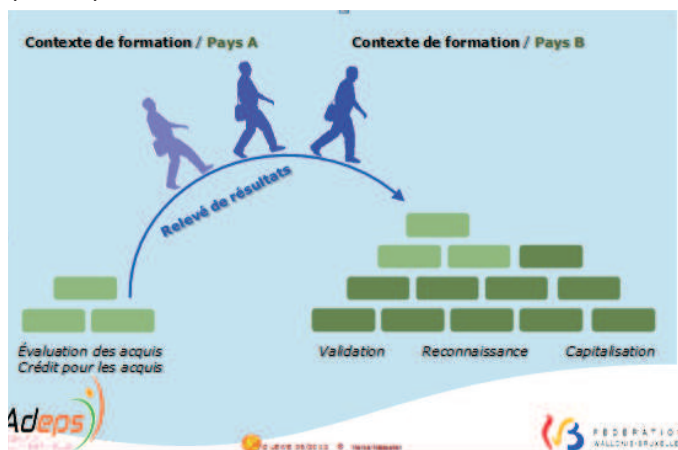 Contexte de formation / Pays A
Contexte de formation / Pays B
Relevé de résultats
Évaluation des acquis
Crédit pour les acquis
Validation
Reconnaissance
Capitalisation
Adeps
FEDERATIO
WALLONIE-BRUXELLE